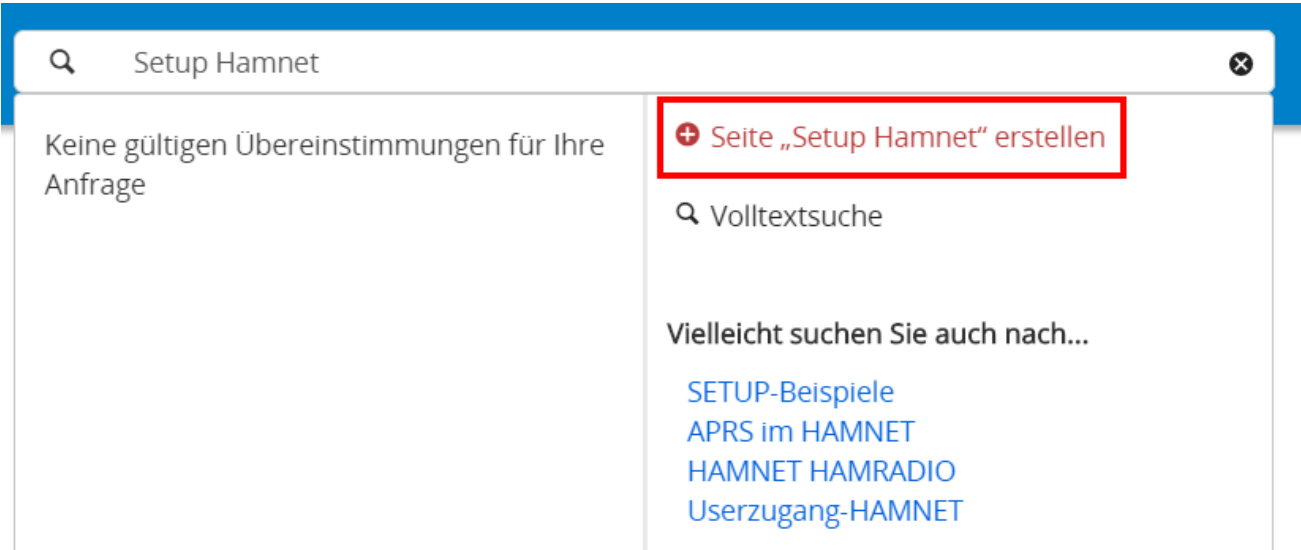 Setup Hamnet
Keine gültigen Übereinstimmungen für Ihre
Anfrage
Seite „Setup Hamnet“ erstellen
Volltextsuche
Vielleicht suchen Sie auch nach...
SETUP-Beispiele
APRS im HAMNET
HAMNET HAMRADIO
Userzugang-HAMNET